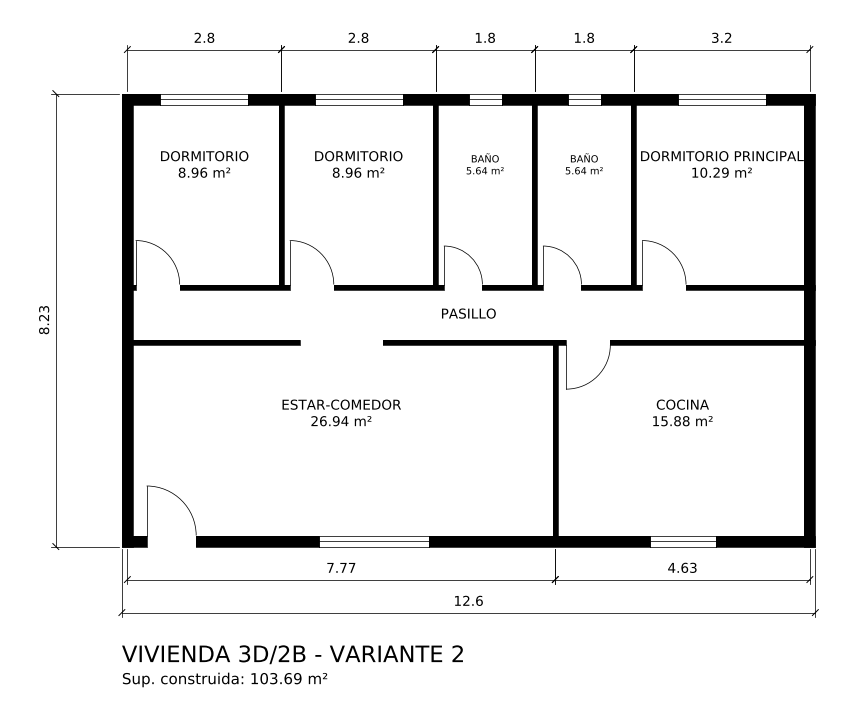 2.8
2.8
1.8
1.8
3.2
DORMITORIO
8.96 m²
DORMITORIO
8.96 m²
BAÑO
5.64 m²
BAÑO
5.64 m²
DORMITORIO PRINCIPAL
10.29 m²
8.23
PASILLO
ESTAR-COMEDOR
26.94 m²
COCINA
15.88 m²
7.77
4.63
12.6
VIVIENDA 3D/2B - VARIANTE 2
Sup. construida: 103.69 m²